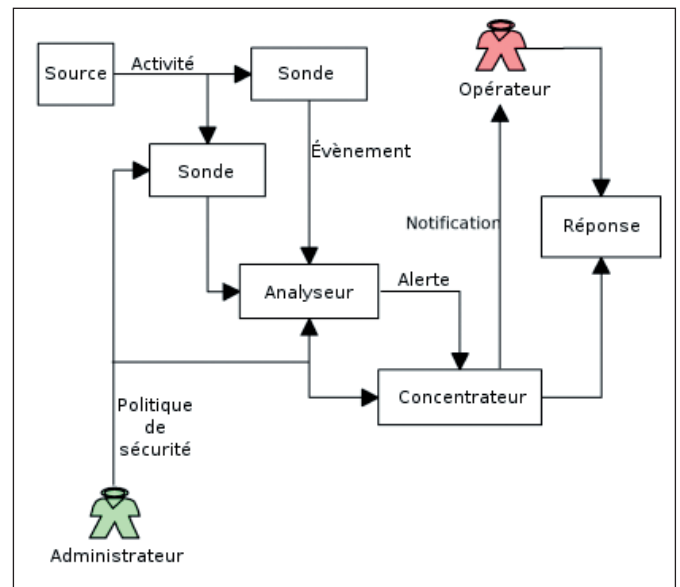 Source
Activité
Sonde
Opérateur
Évènement
Sonde
Notification
Réponse
Analyseur
Alerte
Concentrateur
Politique
de
sécurité
Administrateur